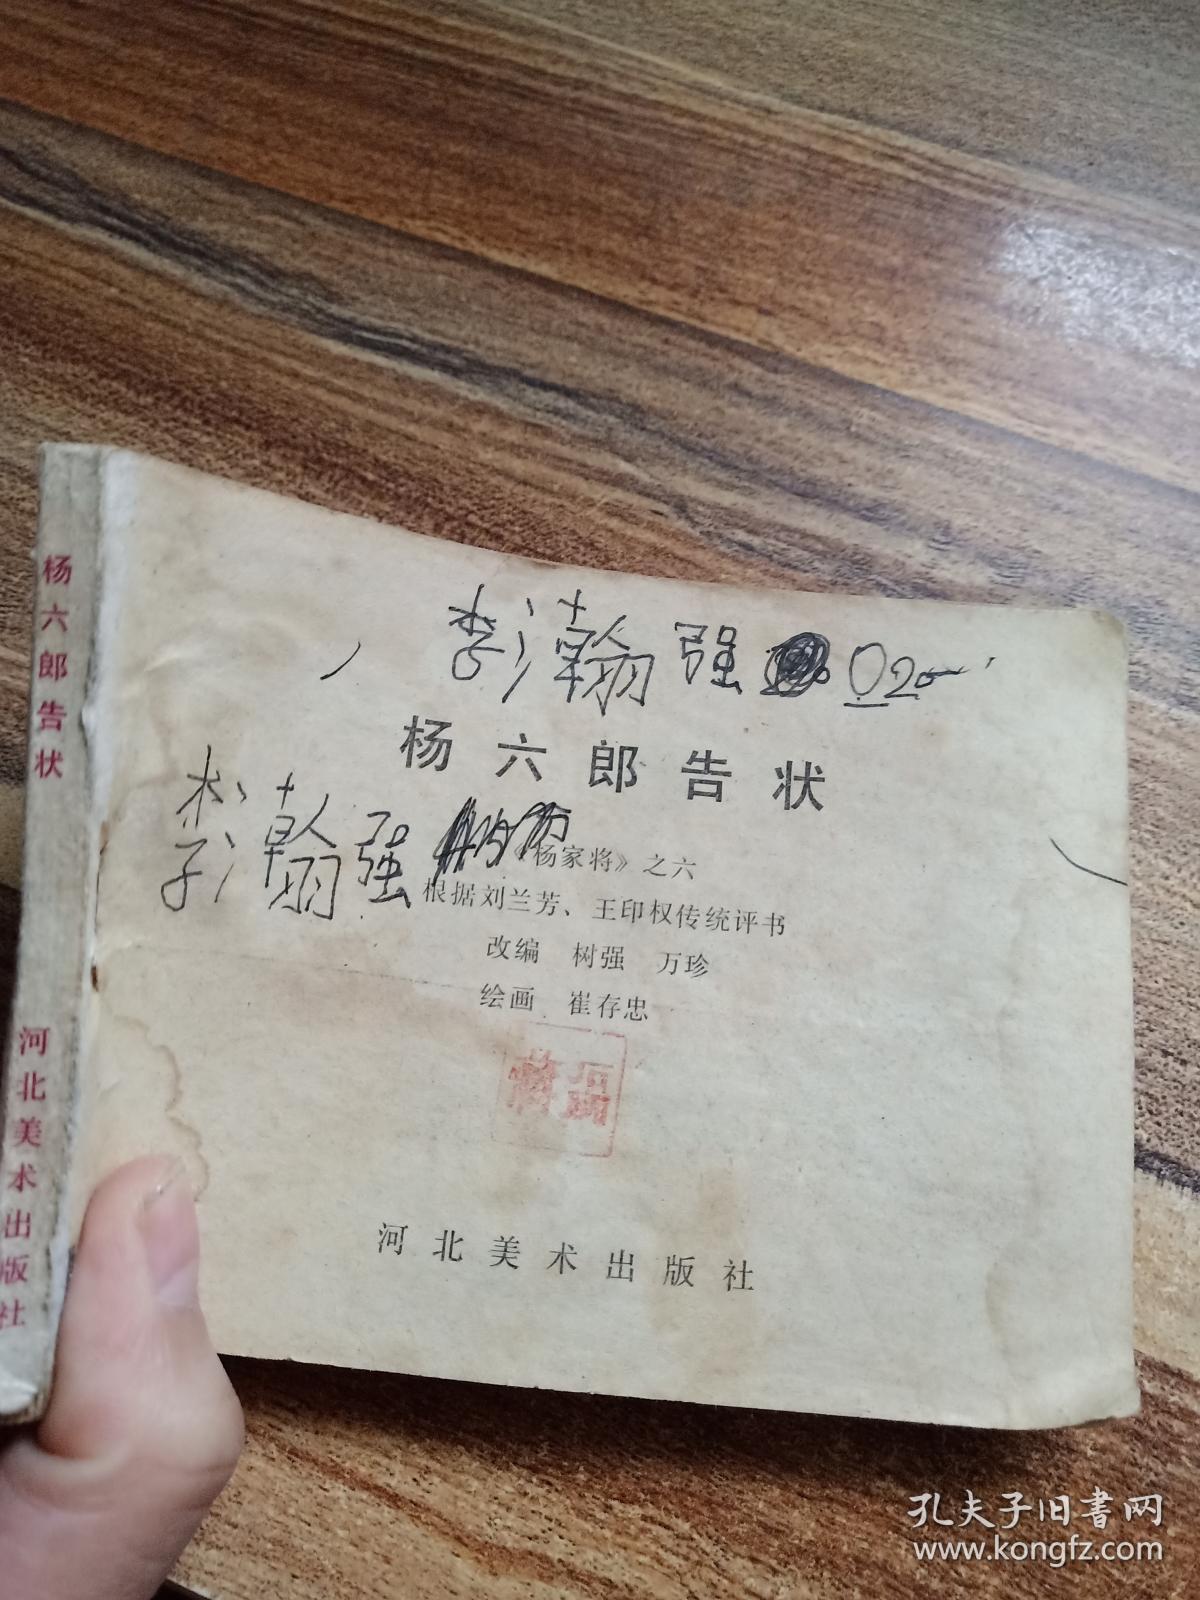 杨六郎告状
河北美术出版社
李瀚强 02
杨六郎告状
李瀚强
《杨家将》之六
根据刘兰芳、王印权传统评书
改编 树强 万珍
绘画 崔存忠
河北美术出版社
孔夫子旧书网
www.kongfz.com